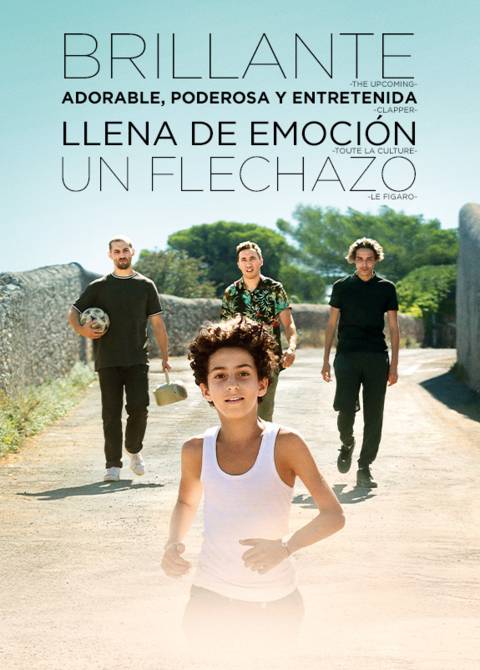 BRILLANTE
-THE UPCOMING-
ADORABLE, PODEROSA Y ENTRETENIDA
-CLAPPER-
LLENA DE EMOCIÓN
-TOUTE LA CULTURE-
UN FLECHAZO
-LE FIGARO-